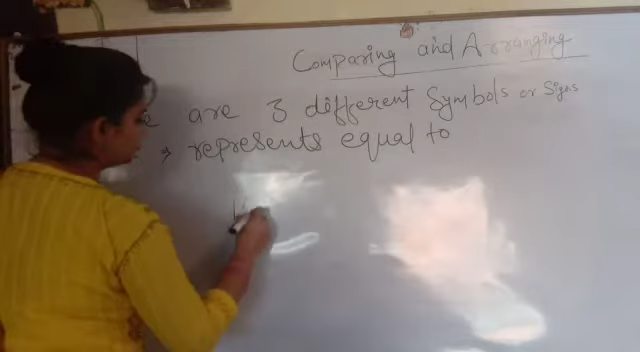 Comparing and Arranging
are 3 different Symbols or Signs
represents equal to